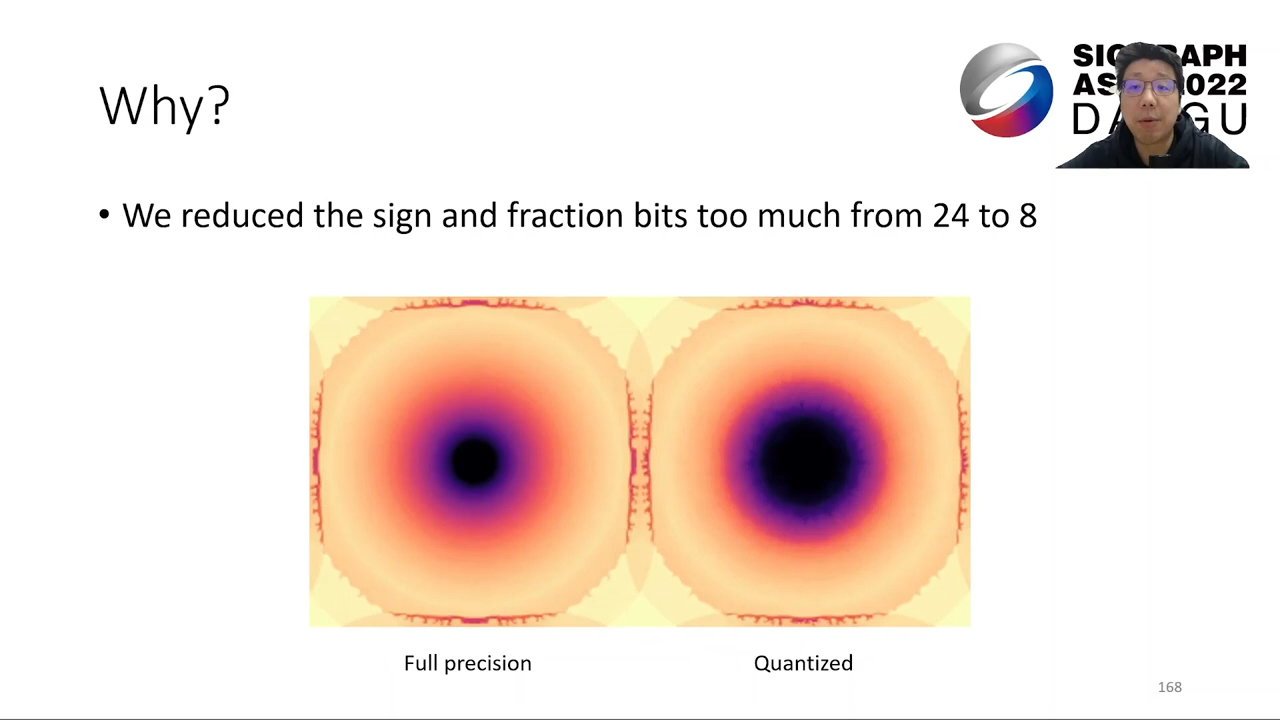 Why?
• We reduced the sign and fraction bits too much from 24 to 8
Full precision
Quantized
168